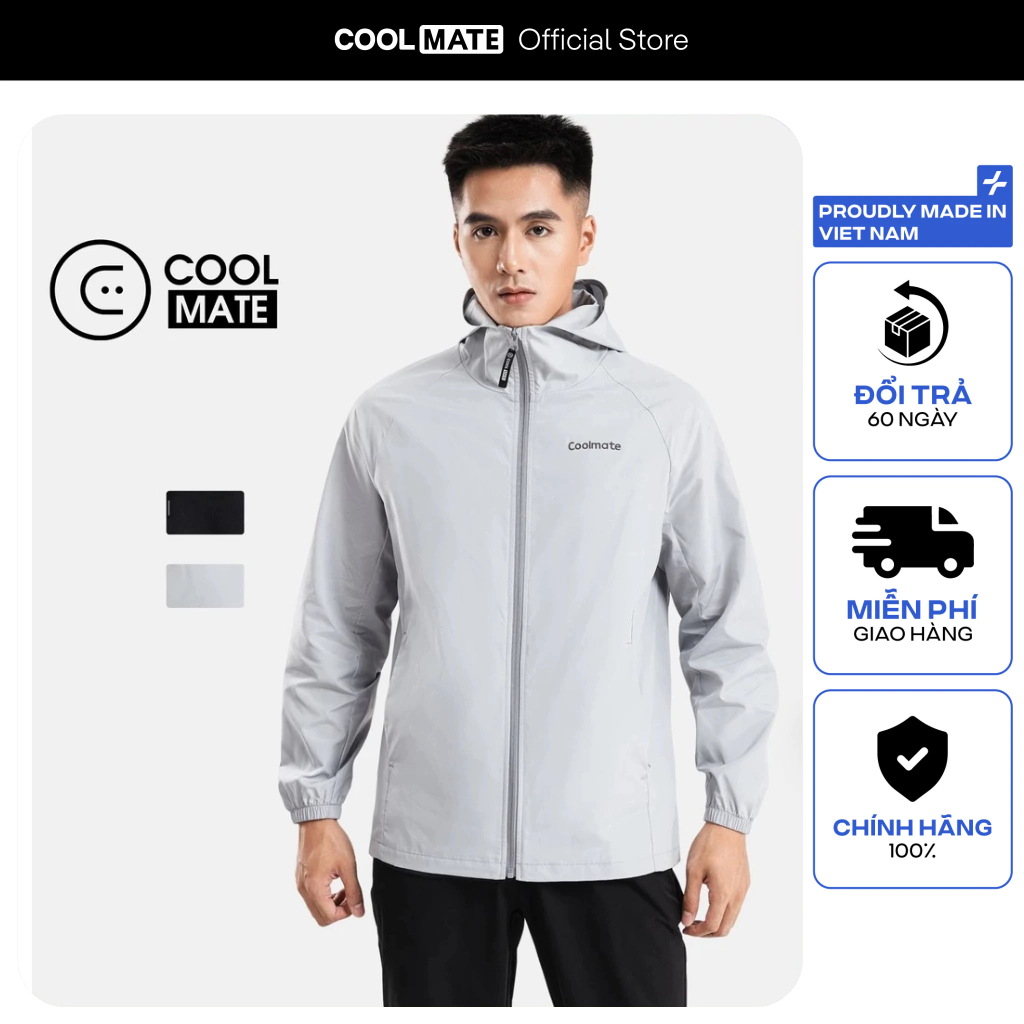 COOL MATE Official Store
COOL
MATE
Coolmate
PROUDLY MADE IN
VIET NAM
ĐỔI TRẢ
60 NGÀY
MIỄN PHÍ
GIAO HÀNG
CHÍNH HÃNG
100%